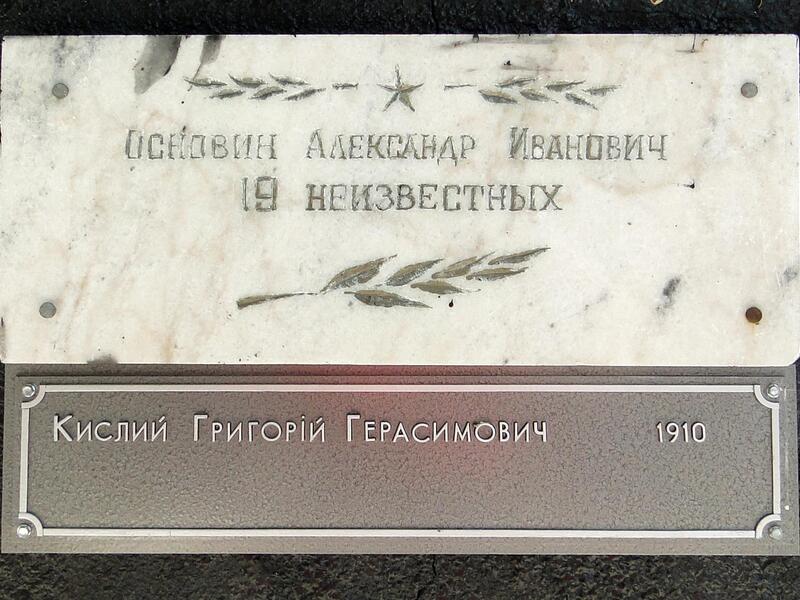 ОСНОВИН АЛЕКСАНДР ИВАНОВИЧ
19 НЕИЗВЕСТНЫХ
КИСЛИЙ ГРИГОРІЙ ГЕРАСИМОВИЧ 1910